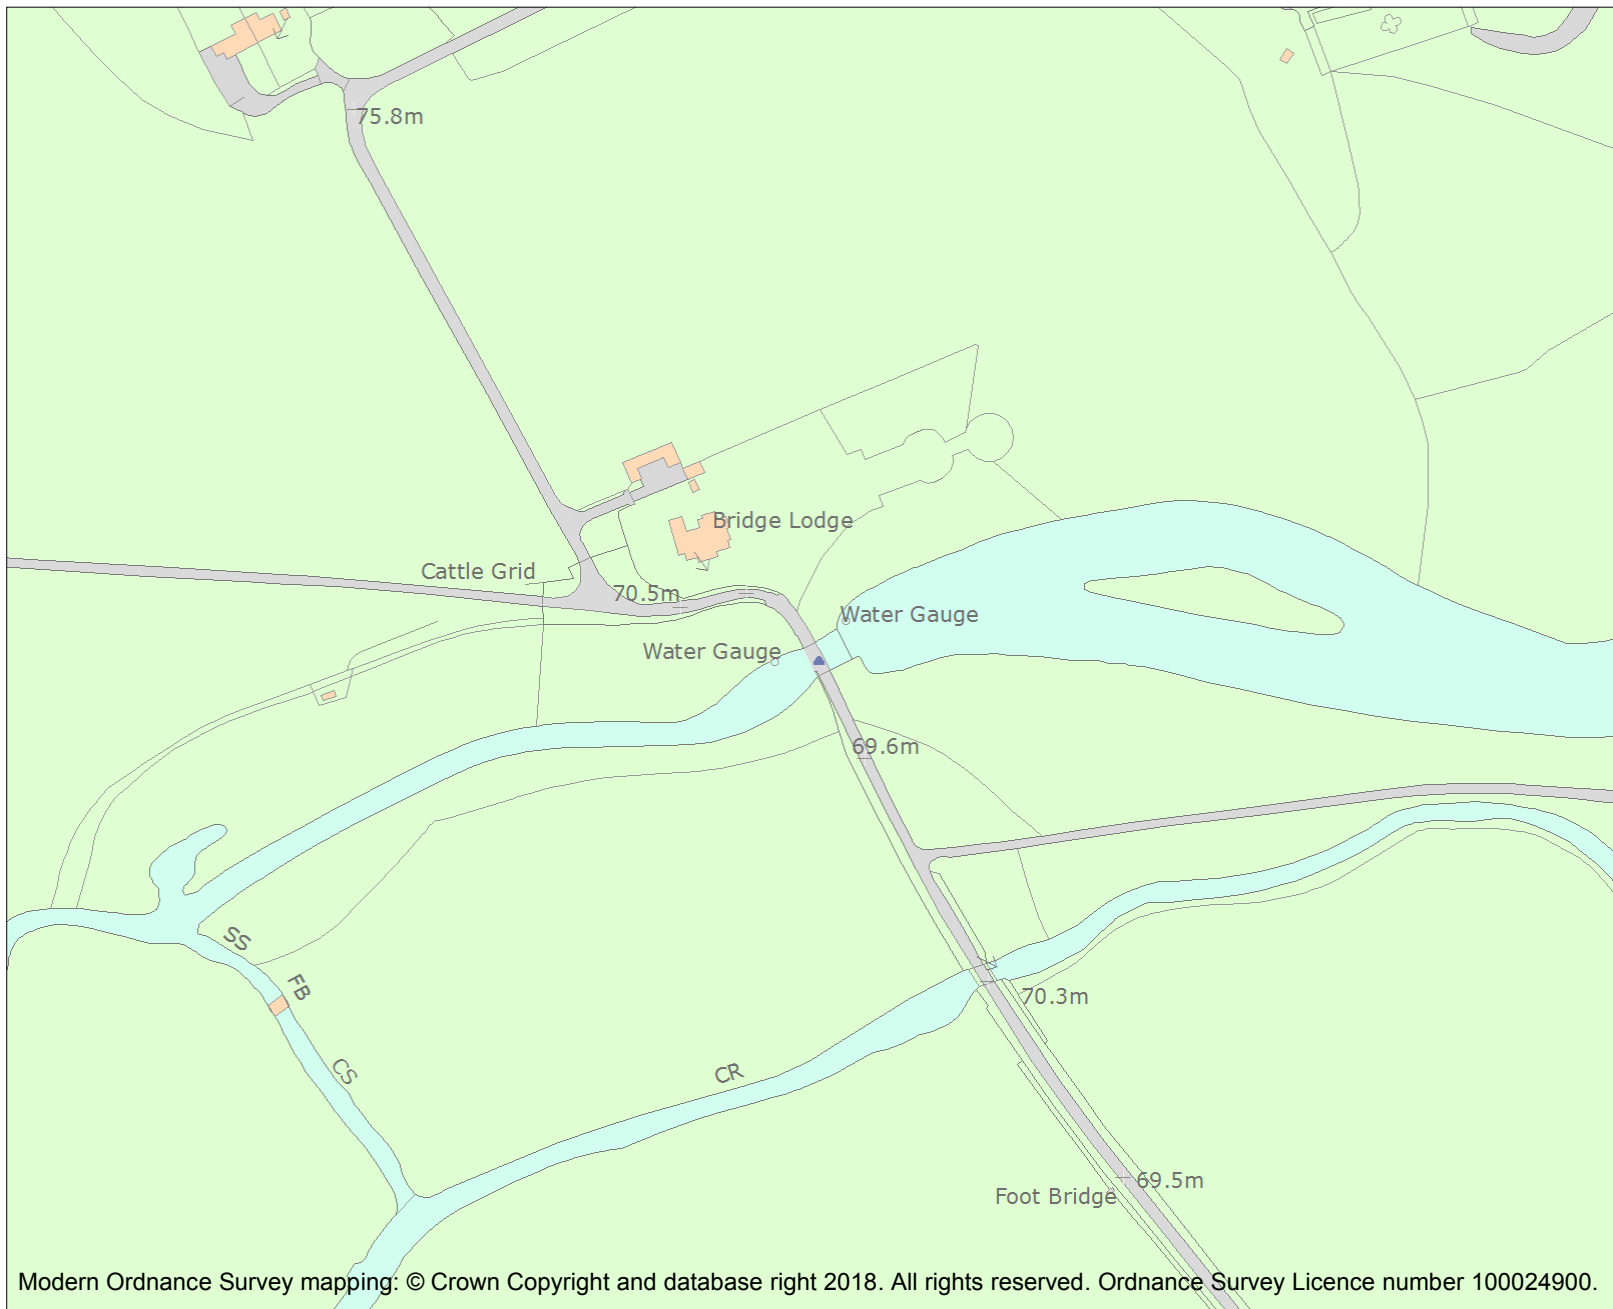 75.8m
Bridge Lodge
Cattle Grid
70.5m
Water Gauge
Water Gauge
69.6m
SS
FB
70.3m
CS
CR
69.5m
Foot Bridge
Modern Ordnance Survey mapping: © Crown Copyright and database right 2018. All rights reserved. Ordnance Survey Licence number 100024900.